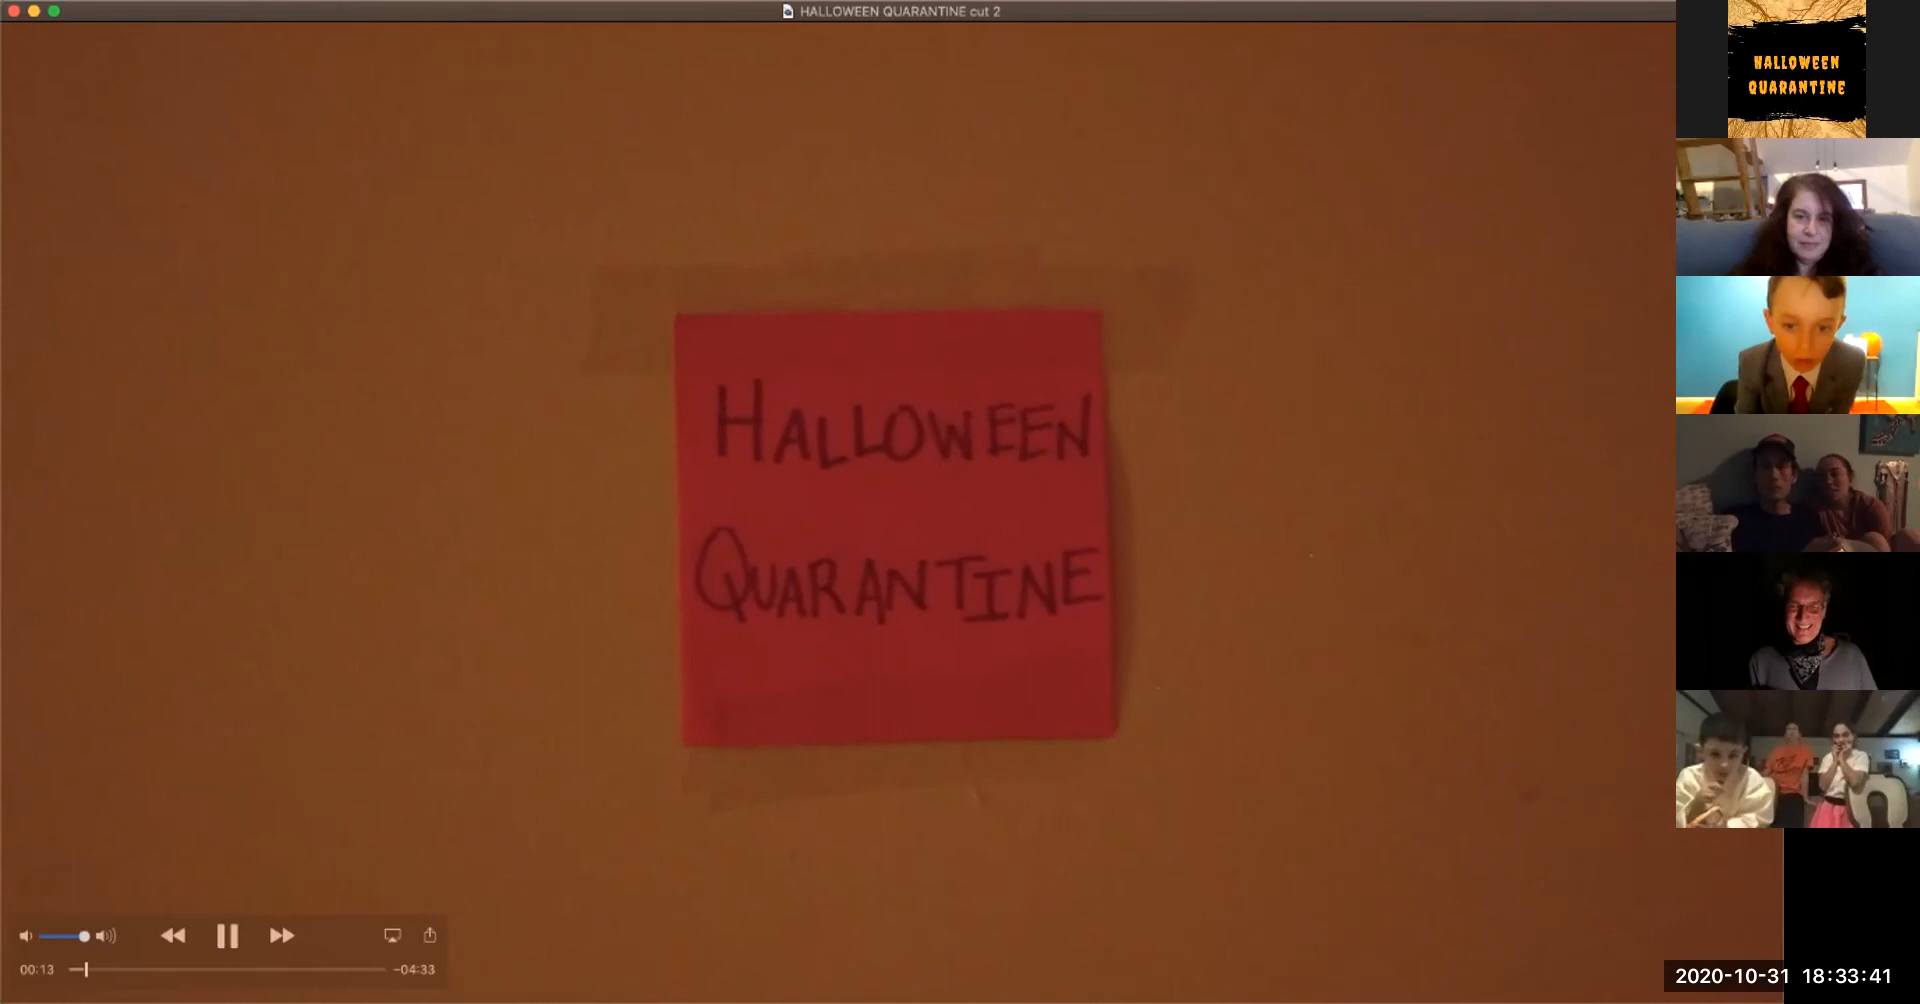 HALLOWEEN QUARANTINE cut 2
HALLOWEEN
QUARANTINE
HALLOWEEN
QUARANTINE
00:13
-04:33
2020-10-31 18:33:41